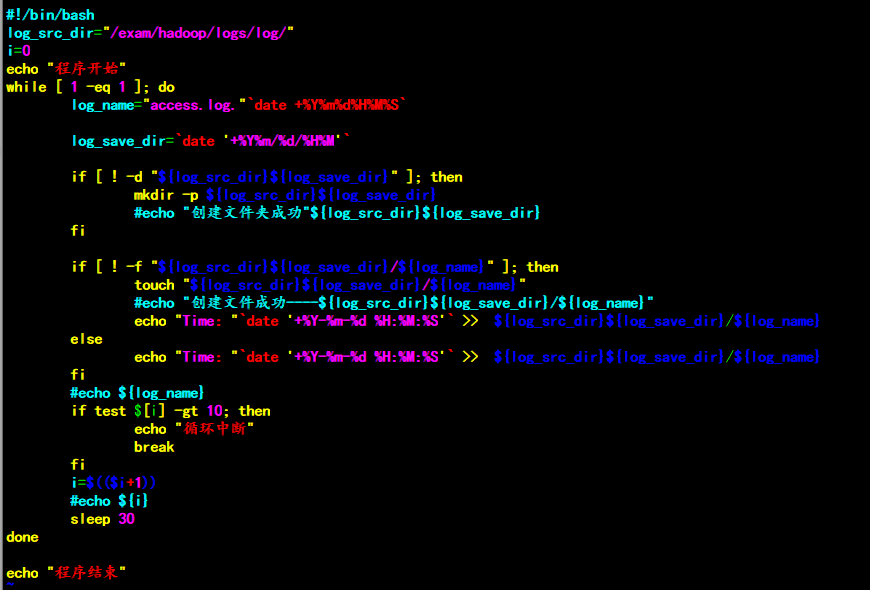 #!/bin/bash
log_src_dir="/exam/hadoop/logs/log/"
i=0
echo "程序开始"
while [ 1 -eq 1 ]; do
        log_name="access.log."`date +%Y%m%d%H%M%S`

        log_save_dir=`date '+%Y%m/%d/%H%M'`

        if [ ! -d "${log_src_dir}${log_save_dir}" ]; then
                mkdir -p ${log_src_dir}${log_save_dir}
                #echo "创建文件夹成功"${log_src_dir}${log_save_dir}
        fi

        if [ ! -f "${log_src_dir}${log_save_dir}/${log_name}" ]; then
                touch "${log_src_dir}${log_save_dir}/${log_name}"
                #echo "创建文件成功----${log_src_dir}${log_save_dir}/${log_name}"
                echo "Time: "`date '+%Y-%m-%d %H:%M:%S'` >>  ${log_src_dir}${log_save_dir}/${log_name}
        else
                echo "Time: "`date '+%Y-%m-%d %H:%M:%S'` >>  ${log_src_dir}${log_save_dir}/${log_name}
        fi
        #echo ${log_name}
        if test $[i] -gt 10; then
                echo "循环中断"
                break
        fi
        i=$(($i+1))
        #echo ${i}
        sleep 30
done

echo "程序结束"
~